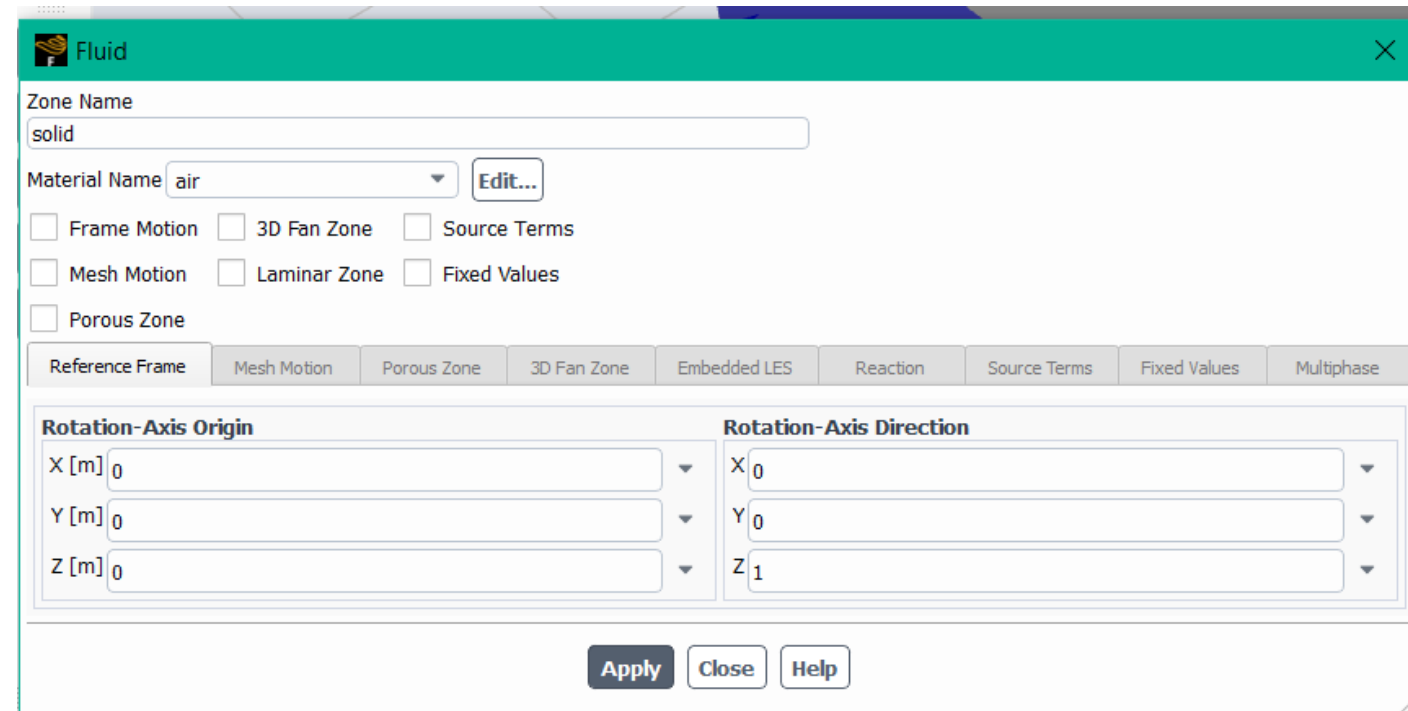 Fluid
Zone Name
solid
Material Name air Edit...
Frame Motion 3D Fan Zone Source Terms
Mesh Motion Laminar Zone Fixed Values
Porous Zone
Reference Frame Mesh Motion Porous Zone 3D Fan Zone Embedded LES Reaction Source Terms Fixed Values Multiphase
Rotation-Axis Origin Rotation-Axis Direction
X [m] 0 X 0
Y [m] 0 Y 0
Z [m] 0 Z 1
Apply Close Help